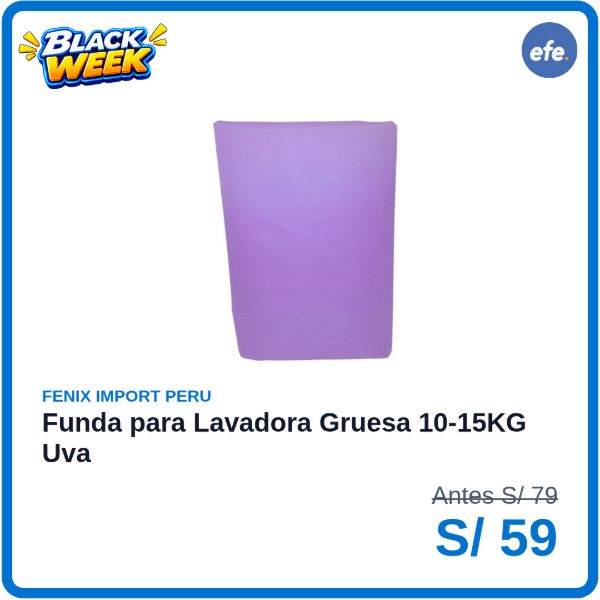 BLACK
WEEK
efe.
FENIX IMPORT PERU
Funda para Lavadora Gruesa 10-15KG
Uva
Antes S/ 79
S/ 59